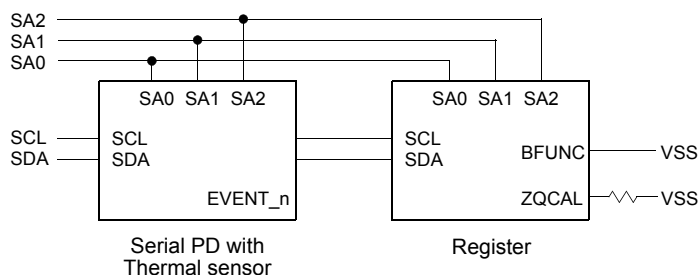 SA2
SA1
SA0
SA0 SA1 SA2
SA0 SA1 SA2
SCL
SDA
SCL
SDA
EVENT_n
SCL
SDA
BFUNC
VSS
ZQCAL
VSS
Serial PD with
Thermal sensor
Register